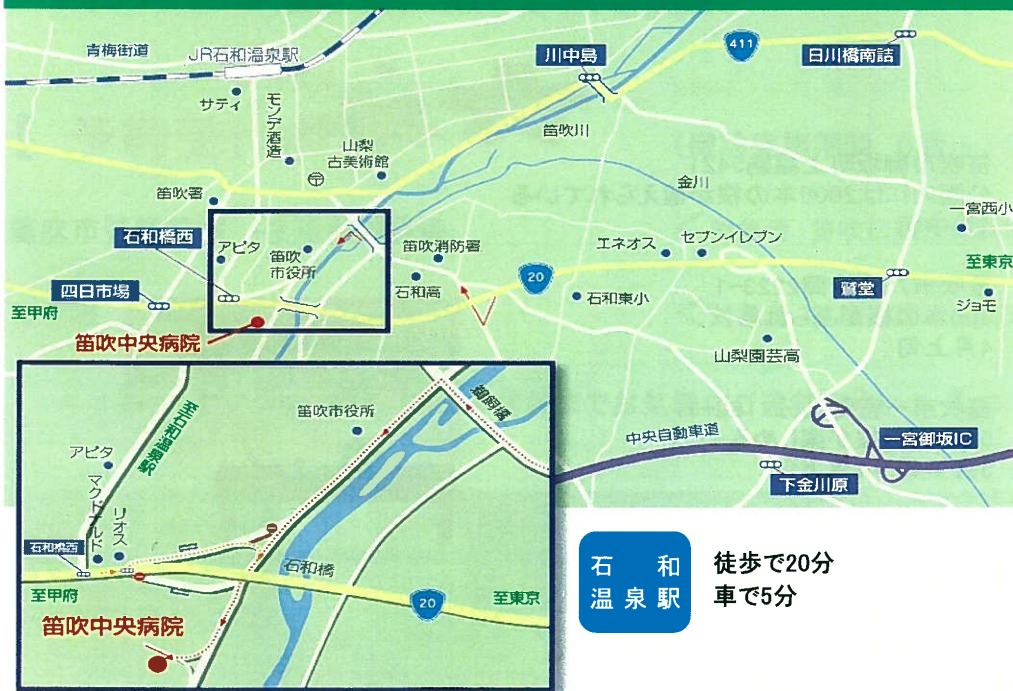 青梅街道
JR石和温泉駅
サティ
モンデ酒造
山梨
古美術館
川中島
411
日川橋南詰
笛吹川
金川
笛吹署
一宮西小
石和橋西
アピタ
笛吹
市役所
笛吹消防署
エネオス
セブンイレブン
至東京
四日市場
石和高
20
石和東小
鵞堂
ジョモ
至甲府
笛吹中央病院
山梨園芸高
中央自動車道
一宮御坂IC
下金川原
至石和温泉駅
笛吹市役所
鵜飼橋
アピタ
マクドナルド
リオス
石和橋西
石和橋
至甲府
20
至東京
笛吹中央病院
石和
温泉駅
徒歩で20分
車で5分